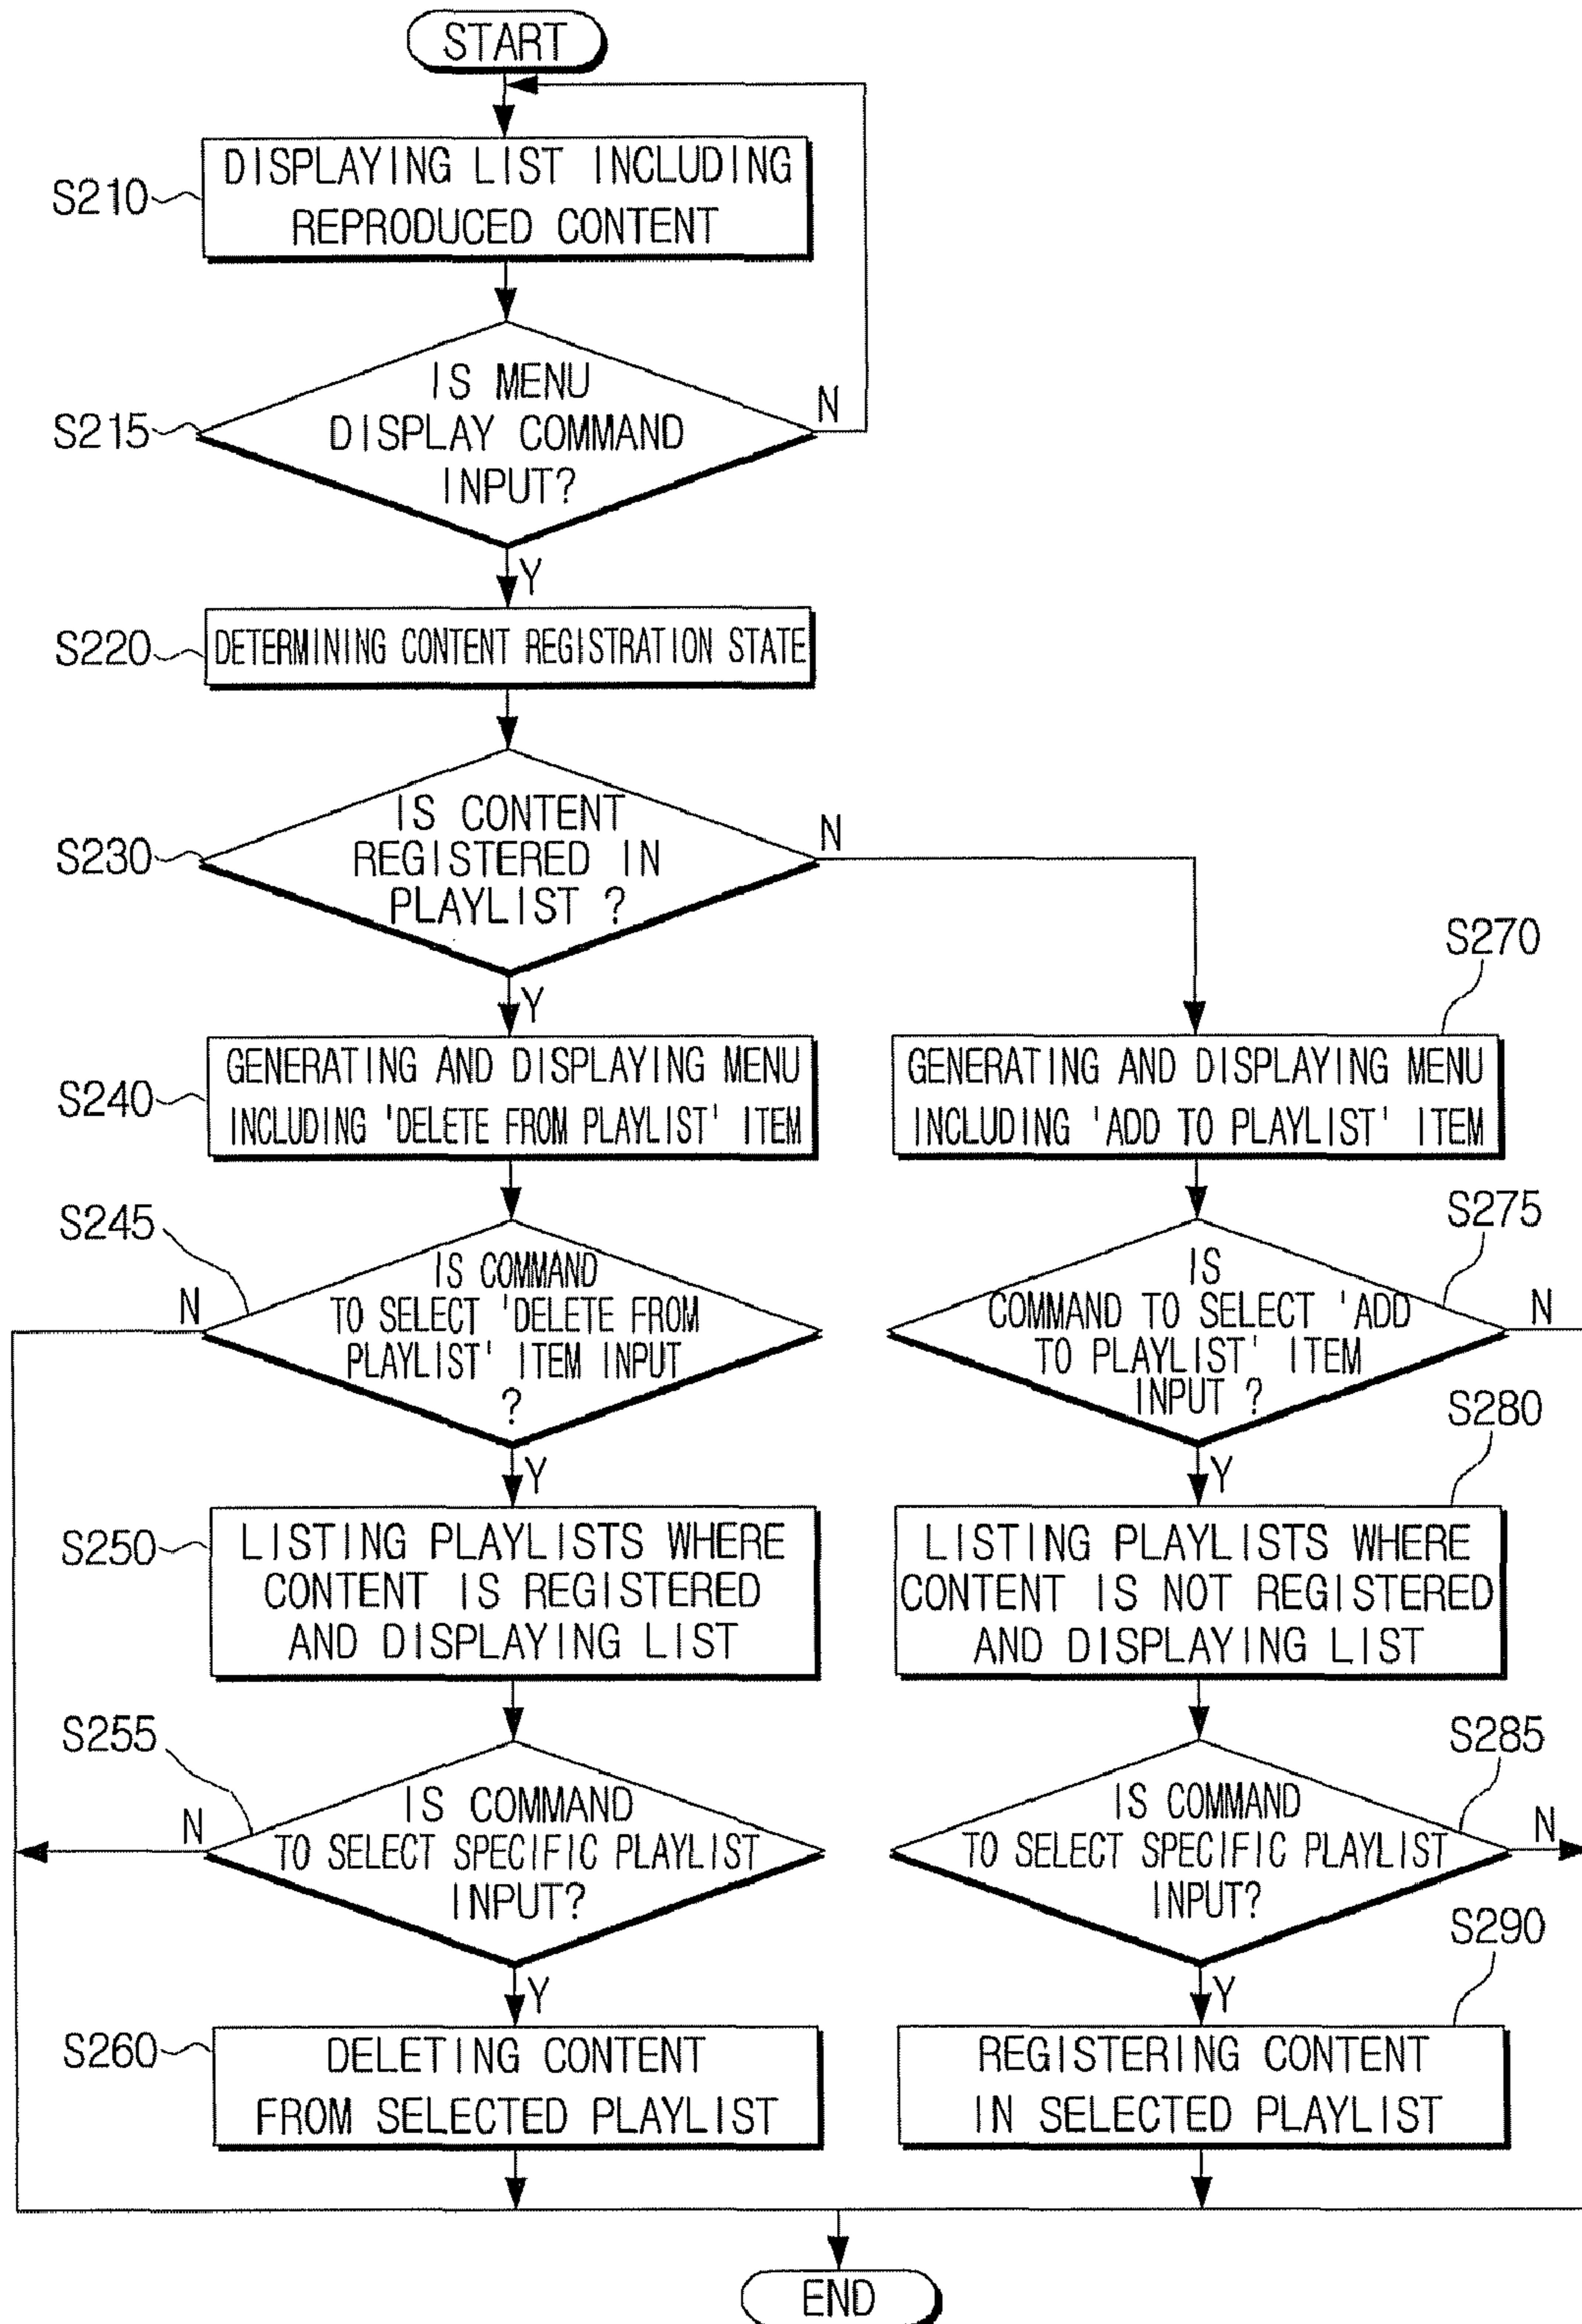 START
S210
DISPLAYING LIST INCLUDING
REPRODUCED CONTENT
S215
IS MENU
DISPLAY COMMAND
INPUT?
N
Y
S220
DETERMINING CONTENT REGISTRATION STATE
S230
IS CONTENT
REGISTERED IN
PLAYLIST ?
N
Y
S240
GENERATING AND DISPLAYING MENU
INCLUDING 'DELETE FROM PLAYLIST' ITEM
S270
GENERATING AND DISPLAYING MENU
INCLUDING 'ADD TO PLAYLIST' ITEM
S245
N
IS COMMAND
TO SELECT 'DELETE FROM
PLAYLIST' ITEM INPUT
?
Y
S275
IS
COMMAND TO SELECT 'ADD
TO PLAYLIST' ITEM
INPUT ?
N
Y
S250
LISTING PLAYLISTS WHERE
CONTENT IS REGISTERED
AND DISPLAYING LIST
S280
LISTING PLAYLISTS WHERE
CONTENT IS NOT REGISTERED
AND DISPLAYING LIST
S255
N
IS COMMAND
TO SELECT SPECIFIC PLAYLIST
INPUT?
Y
S285
IS COMMAND
TO SELECT SPECIFIC PLAYLIST
INPUT?
N
Y
S260
DELETING CONTENT
FROM SELECTED PLAYLIST
S290
REGISTERING CONTENT
IN SELECTED PLAYLIST
END